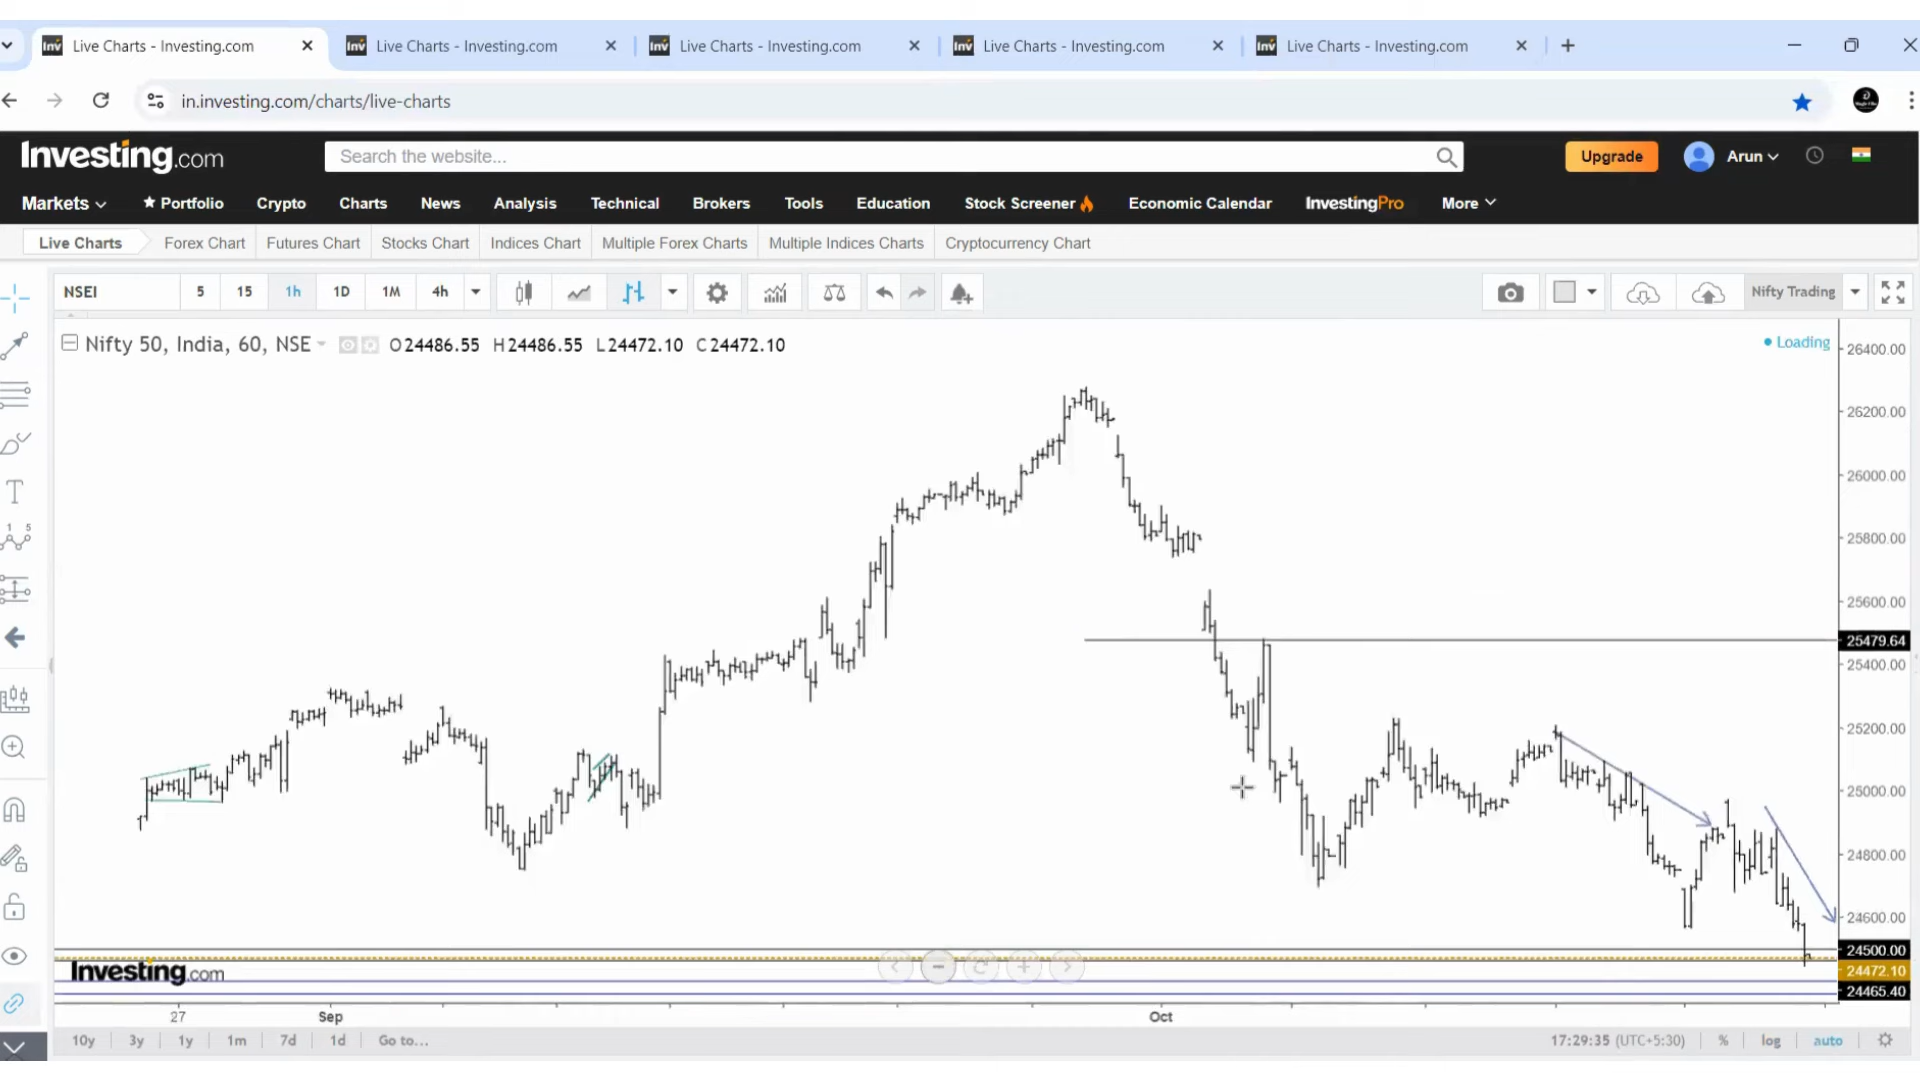 Live Charts - Investing.com
Live Charts - Investing.com
Live Charts - Investing.com
Live Charts - Investing.com
Live Charts - Investing.com
in.investing.com/charts/live-charts
Investing.com
Search the website...
Upgrade
Arun
Markets
Portfolio
Crypto
Charts
News
Analysis
Technical
Brokers
Tools
Education
Stock Screener
Economic Calendar
InvestingPro
More
Live Charts
Forex Chart
Futures Chart
Stocks Chart
Indices Chart
Multiple Forex Charts
Multiple Indices Charts
Cryptocurrency Chart
NSEI
5
15
1h
1D
1M
4h
Nifty Trading
Nifty 50, India, 60, NSE
O24486.55 H24486.55 L24472.10 C24472.10
Loading
26400.00
26200.00
26000.00
25800.00
25600.00
25479.64
25400.00
25200.00
25000.00
24800.00
24600.00
24500.00
24472.10
24465.40
Investing.com
27
Sep
Oct
10y
3y
1y
1m
7d
1d
Go to...
17:29:35 (UTC+5:30)
%
log
auto